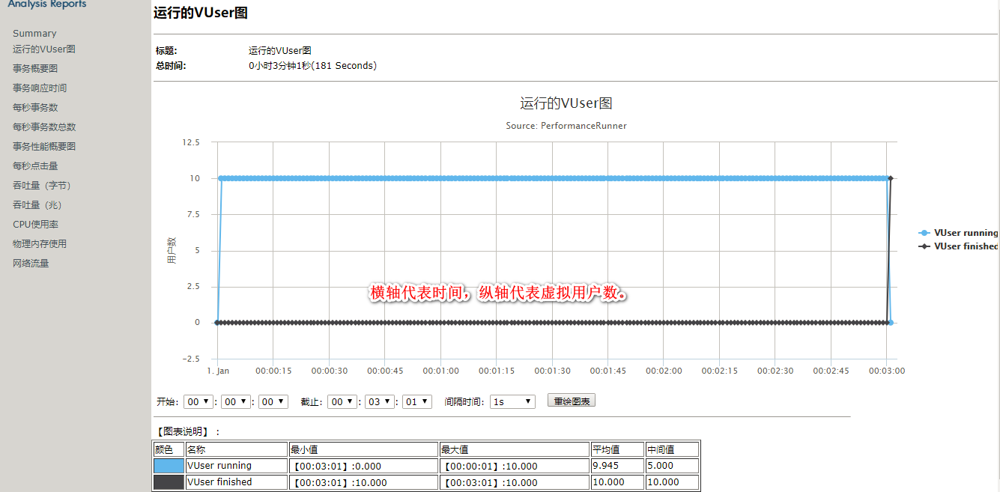 Analysis Reports
Summary
运行的VUser图
事务概要图
事务响应时间
每秒事务数
每秒事务数总数
事务性能概要图
每秒点击量
吞吐量（字节）
吞吐量（兆）
CPU使用率
物理内存使用
网络流量
运行的VUser图
标题: 运行的VUser图
总时间: 0小时3分钟1秒(181 Seconds)
运行的VUser图
Source: PerformanceRunner
12.5
10
7.5
5
2.5
0
-2.5
用户数
横轴代表时间，纵轴代表虚拟用户数。
1. Jan 00:00:15 00:00:30 00:00:45 00:01:00 00:01:15 00:01:30 00:01:45 00:02:00 00:02:15 00:02:30 00:02:45 00:03:00
VUser running
VUser finished
开始: 00 : 00 : 00 截止: 00 : 03 : 01 间隔时间: 1s 重绘图表
【图表说明】：
颜色 名称 最小值 最大值 平均值 中间值
VUser running 【00:03:01】:0.000 【00:00:01】:10.000 9.945 5.000
VUser finished 【00:03:01】:10.000 【00:03:01】:10.000 10.000 10.000